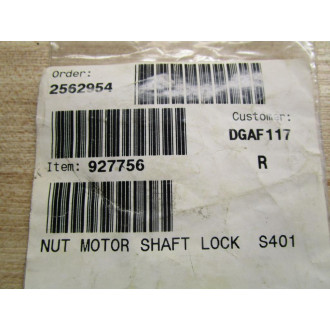 Order:
2562954
Customer:
DGAF117
Item: 927756
R
NUT MOTOR SHAFT LOCK S401